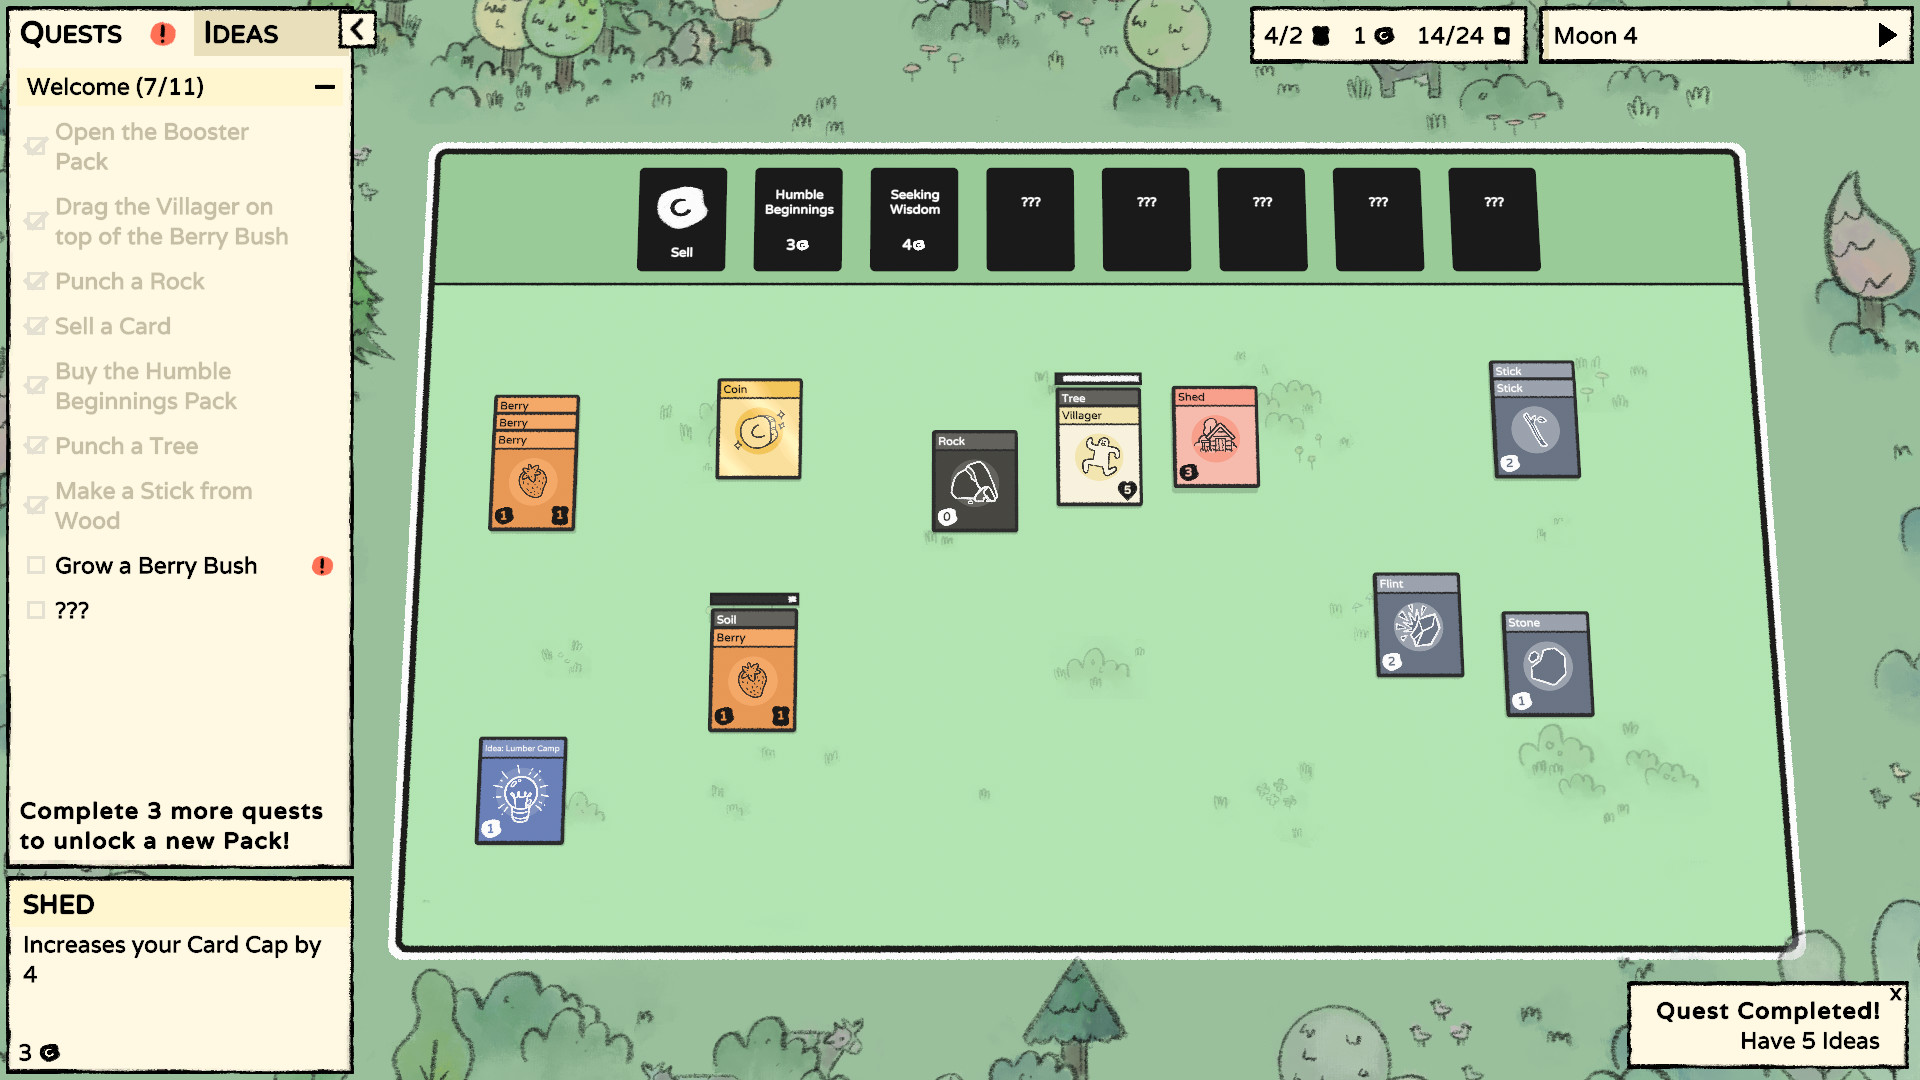 QUESTS
IDEAS
Welcome (7/11)
Open the Booster
Pack
Drag the Villager on
top of the Berry Bush
Punch a Rock
Sell a Card
Buy the Humble
Beginnings Pack
Punch a Tree
Make a Stick from
Wood
Grow a Berry Bush
???
Complete 3 more quests
to unlock a new Pack!
SHED
Increases your Card Cap by
4
3
4/2
1
14/24
Moon 4
Sell
Humble
Beginnings
3
Seeking
Wisdom
4
???
???
???
???
???
Berry
Berry
Berry
1
1
Coin
Rock
0
Tree
Villager
5
Shed
3
Stick
Stick
2
Soil
Berry
1
1
Flint
2
Stone
1
Idea: Lumber Camp
1
Quest Completed!
Have 5 Ideas
X